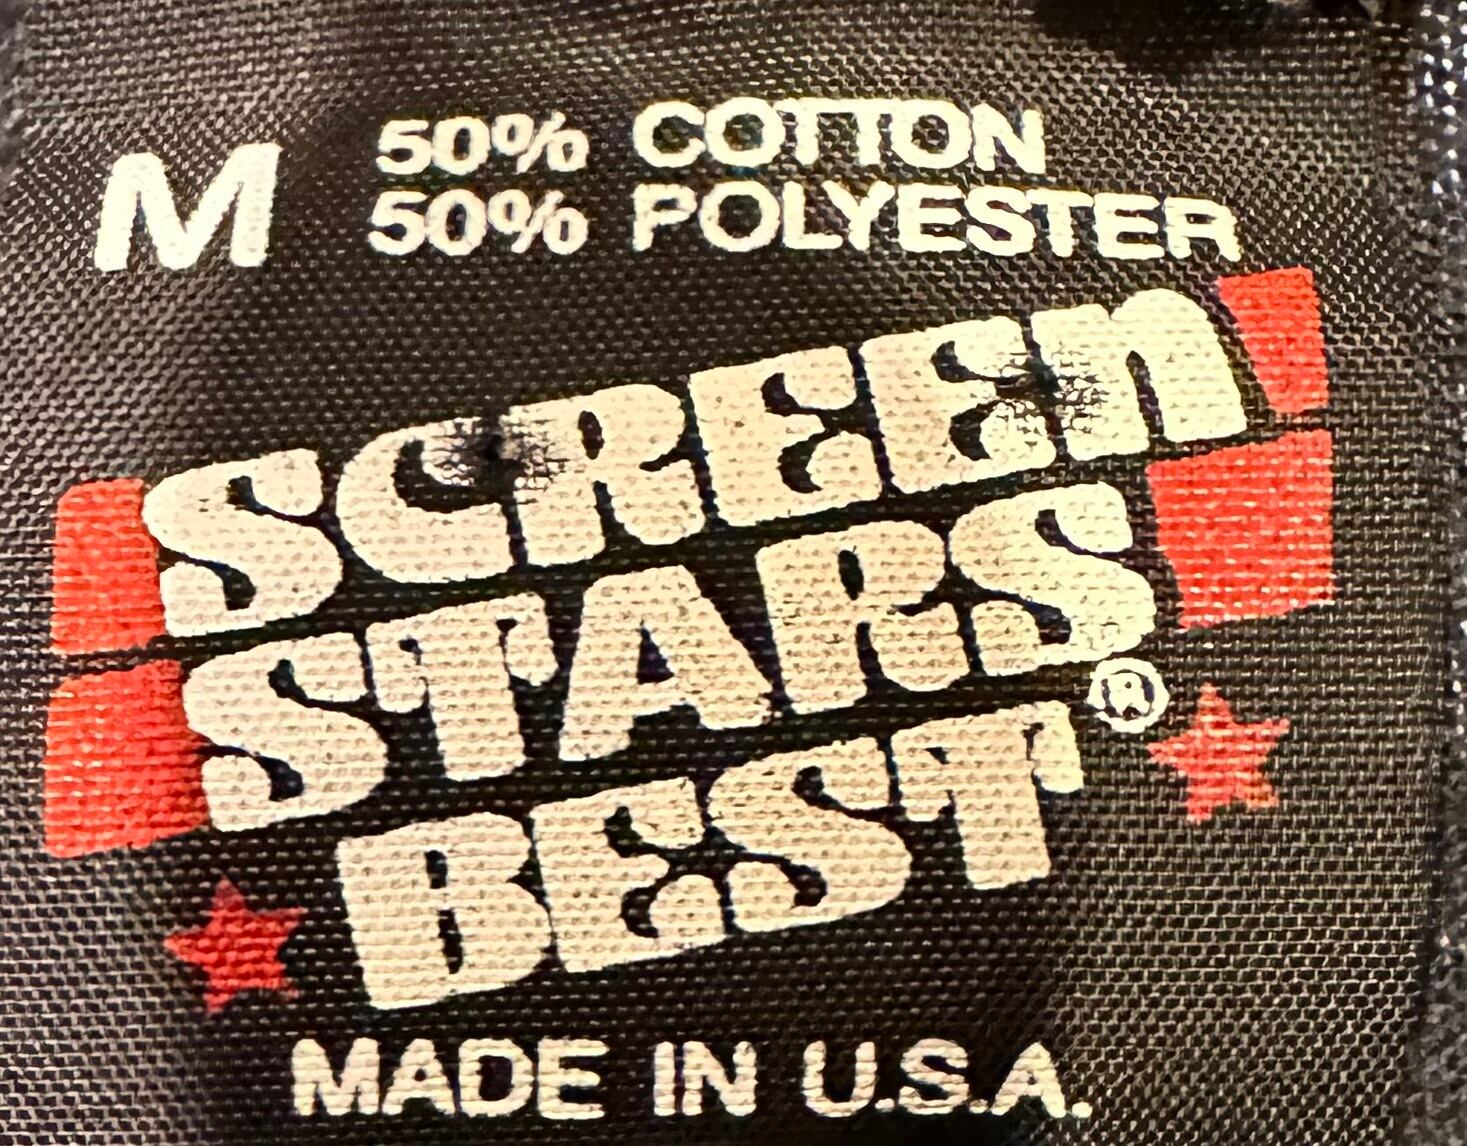 M 50% COTTON
50% POLYESTER
SCREEN
STARS
BEST®
MADE IN U.S.A.